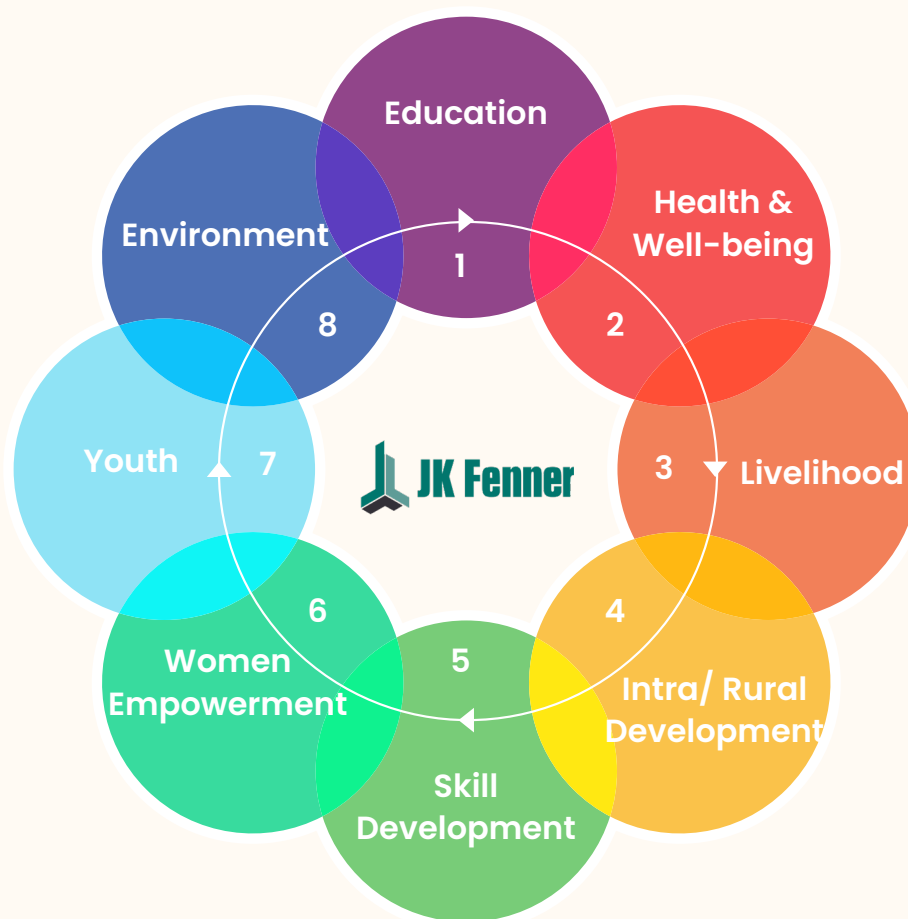 Education
1
Health &
Well-being
2
Livelihood
3
Intra/ Rural
Development
4
Skill
Development
5
Women
Empowerment
6
Youth
7
Environment
8
JK Fenner